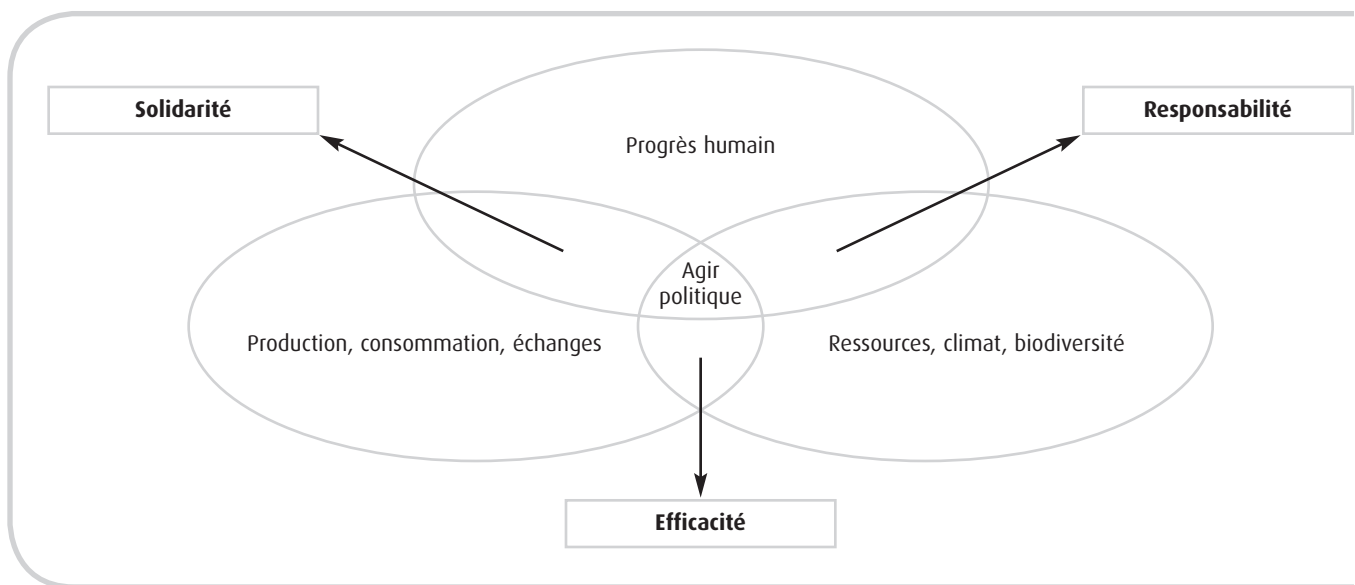 Solidarité
Responsabilité
Progrès humain
Agir
politique
Production, consommation, échanges
Ressources, climat, biodiversité
Efficacité